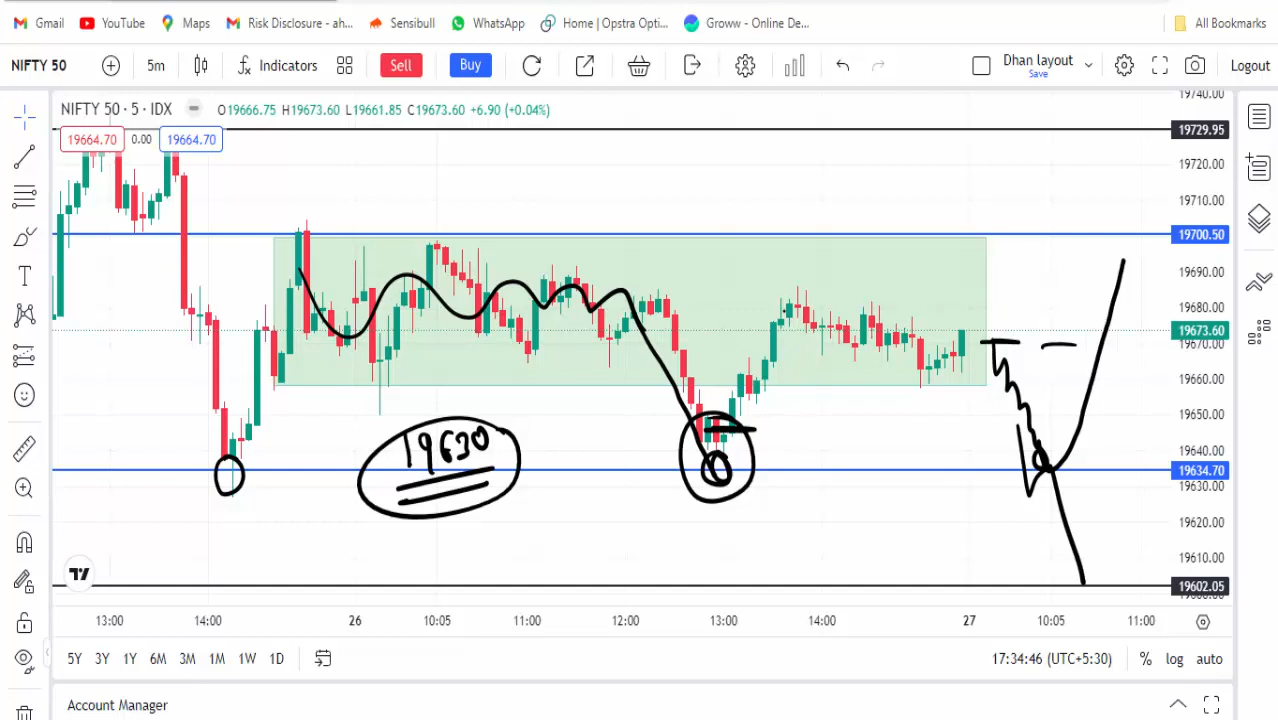 Gmail YouTube Maps Risk Disclosure - ah... Sensibull WhatsApp Home | Opstra Opti... Groww - Online De... All Bookmarks
NIFTY 50 5m Indicators Sell Buy Dhan layout Save Logout
NIFTY 50 · 5 · IDX O19666.75 H19673.60 L19661.85 C19673.60 +6.90 (+0.04%)
19664.70 0.00 19664.70
19740.00
19729.95
19720.00
19710.00
19700.50
19690.00
19680.00
19673.60
19670.00
19660.00
19650.00
19640.00
19630
19634.70
19630.00
19620.00
19610.00
19602.05
13:00 14:00 26 10:05 11:00 12:00 13:00 14:00 27 10:05 11:00
5Y 3Y 1Y 6M 3M 1M 1W 1D 17:34:46 (UTC+5:30) % log auto
Account Manager